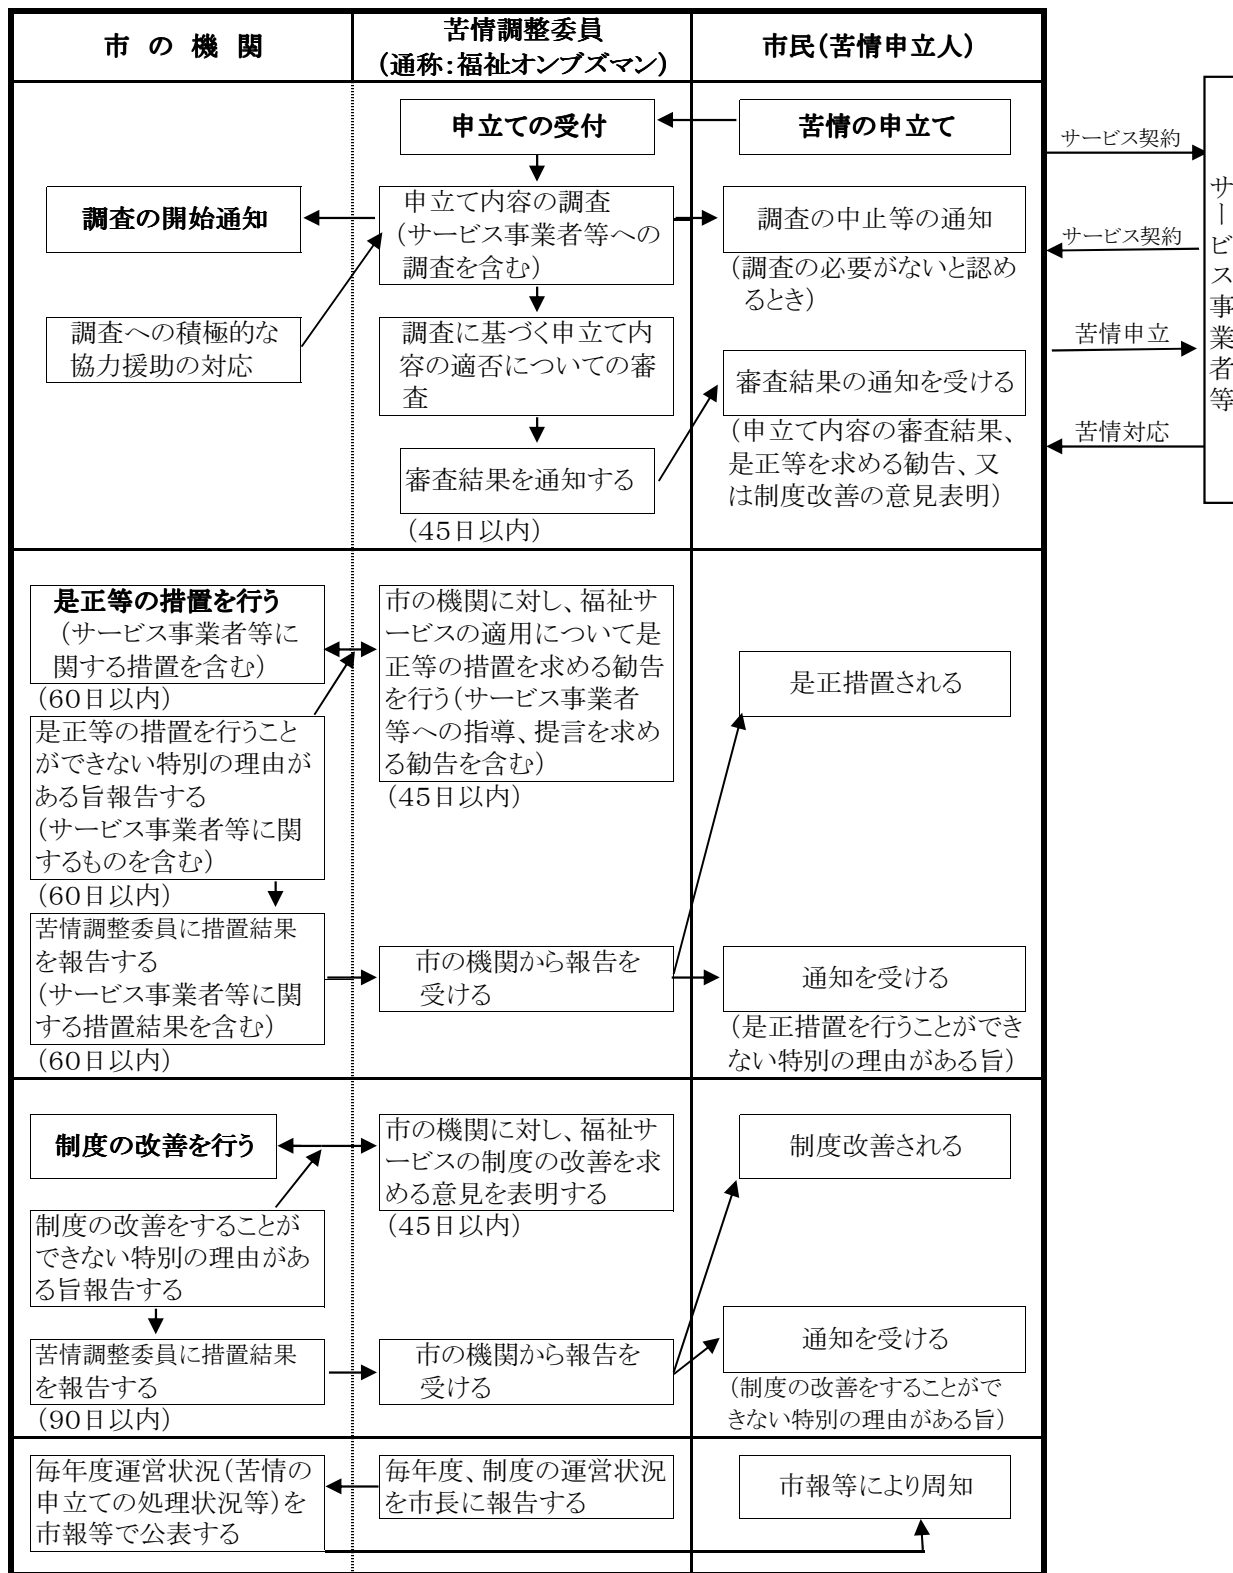 市の機関
苦情調整委員
(通称:福祉オンブズマン)
市民(苦情申立人)
申立ての受付
苦情の申立て
調査の開始通知
申立て内容の調査
(サービス事業者等への
調査を含む)
調査の中止等の通知
(調査の必要がないと認め
るとき)
調査への積極的な
協力援助の対応
調査に基づく申立て内
容の適否についての審
査
審査結果の通知を受ける
(申立て内容の審査結果、
是正等を求める勧告、又
は制度改善の意見表明)
審査結果を通知する
(45日以内)
サービス契約
サービス契約
苦情申立
苦情対応
サービス事業者等
是正等の措置を行う
(サービス事業者等に
関する措置を含む)
(60日以内)
是正等の措置を行うこと
ができない特別の理由が
ある旨報告する
(サービス事業者等に関
するものを含む)
(60日以内)
苦情調整委員に措置結果
を報告する
(サービス事業者等に関
する措置結果を含む)
(60日以内)
市の機関に対し、福祉サ
ービスの適用について是
正等の措置を求める勧告
を行う(サービス事業者
等への指導、提言を求め
る勧告を含む)
(45日以内)
市の機関から報告を
受ける
是正措置される
通知を受ける
(是正措置を行うことができ
ない特別の理由がある旨)
制度の改善を行う
制度の改善をすることが
できない特別の理由があ
る旨報告する
苦情調整委員に措置結果
を報告する
(90日以内)
市の機関に対し、福祉サ
ービスの制度の改善を求
める意見を表明する
(45日以内)
市の機関から報告を
受ける
制度改善される
通知を受ける
(制度の改善をすることがで
きない特別の理由がある旨)
毎年度運営状況(苦情の
申立ての処理状況等)を
市報等で公表する
毎年度、制度の運営状況
を市長に報告する
市報等により周知